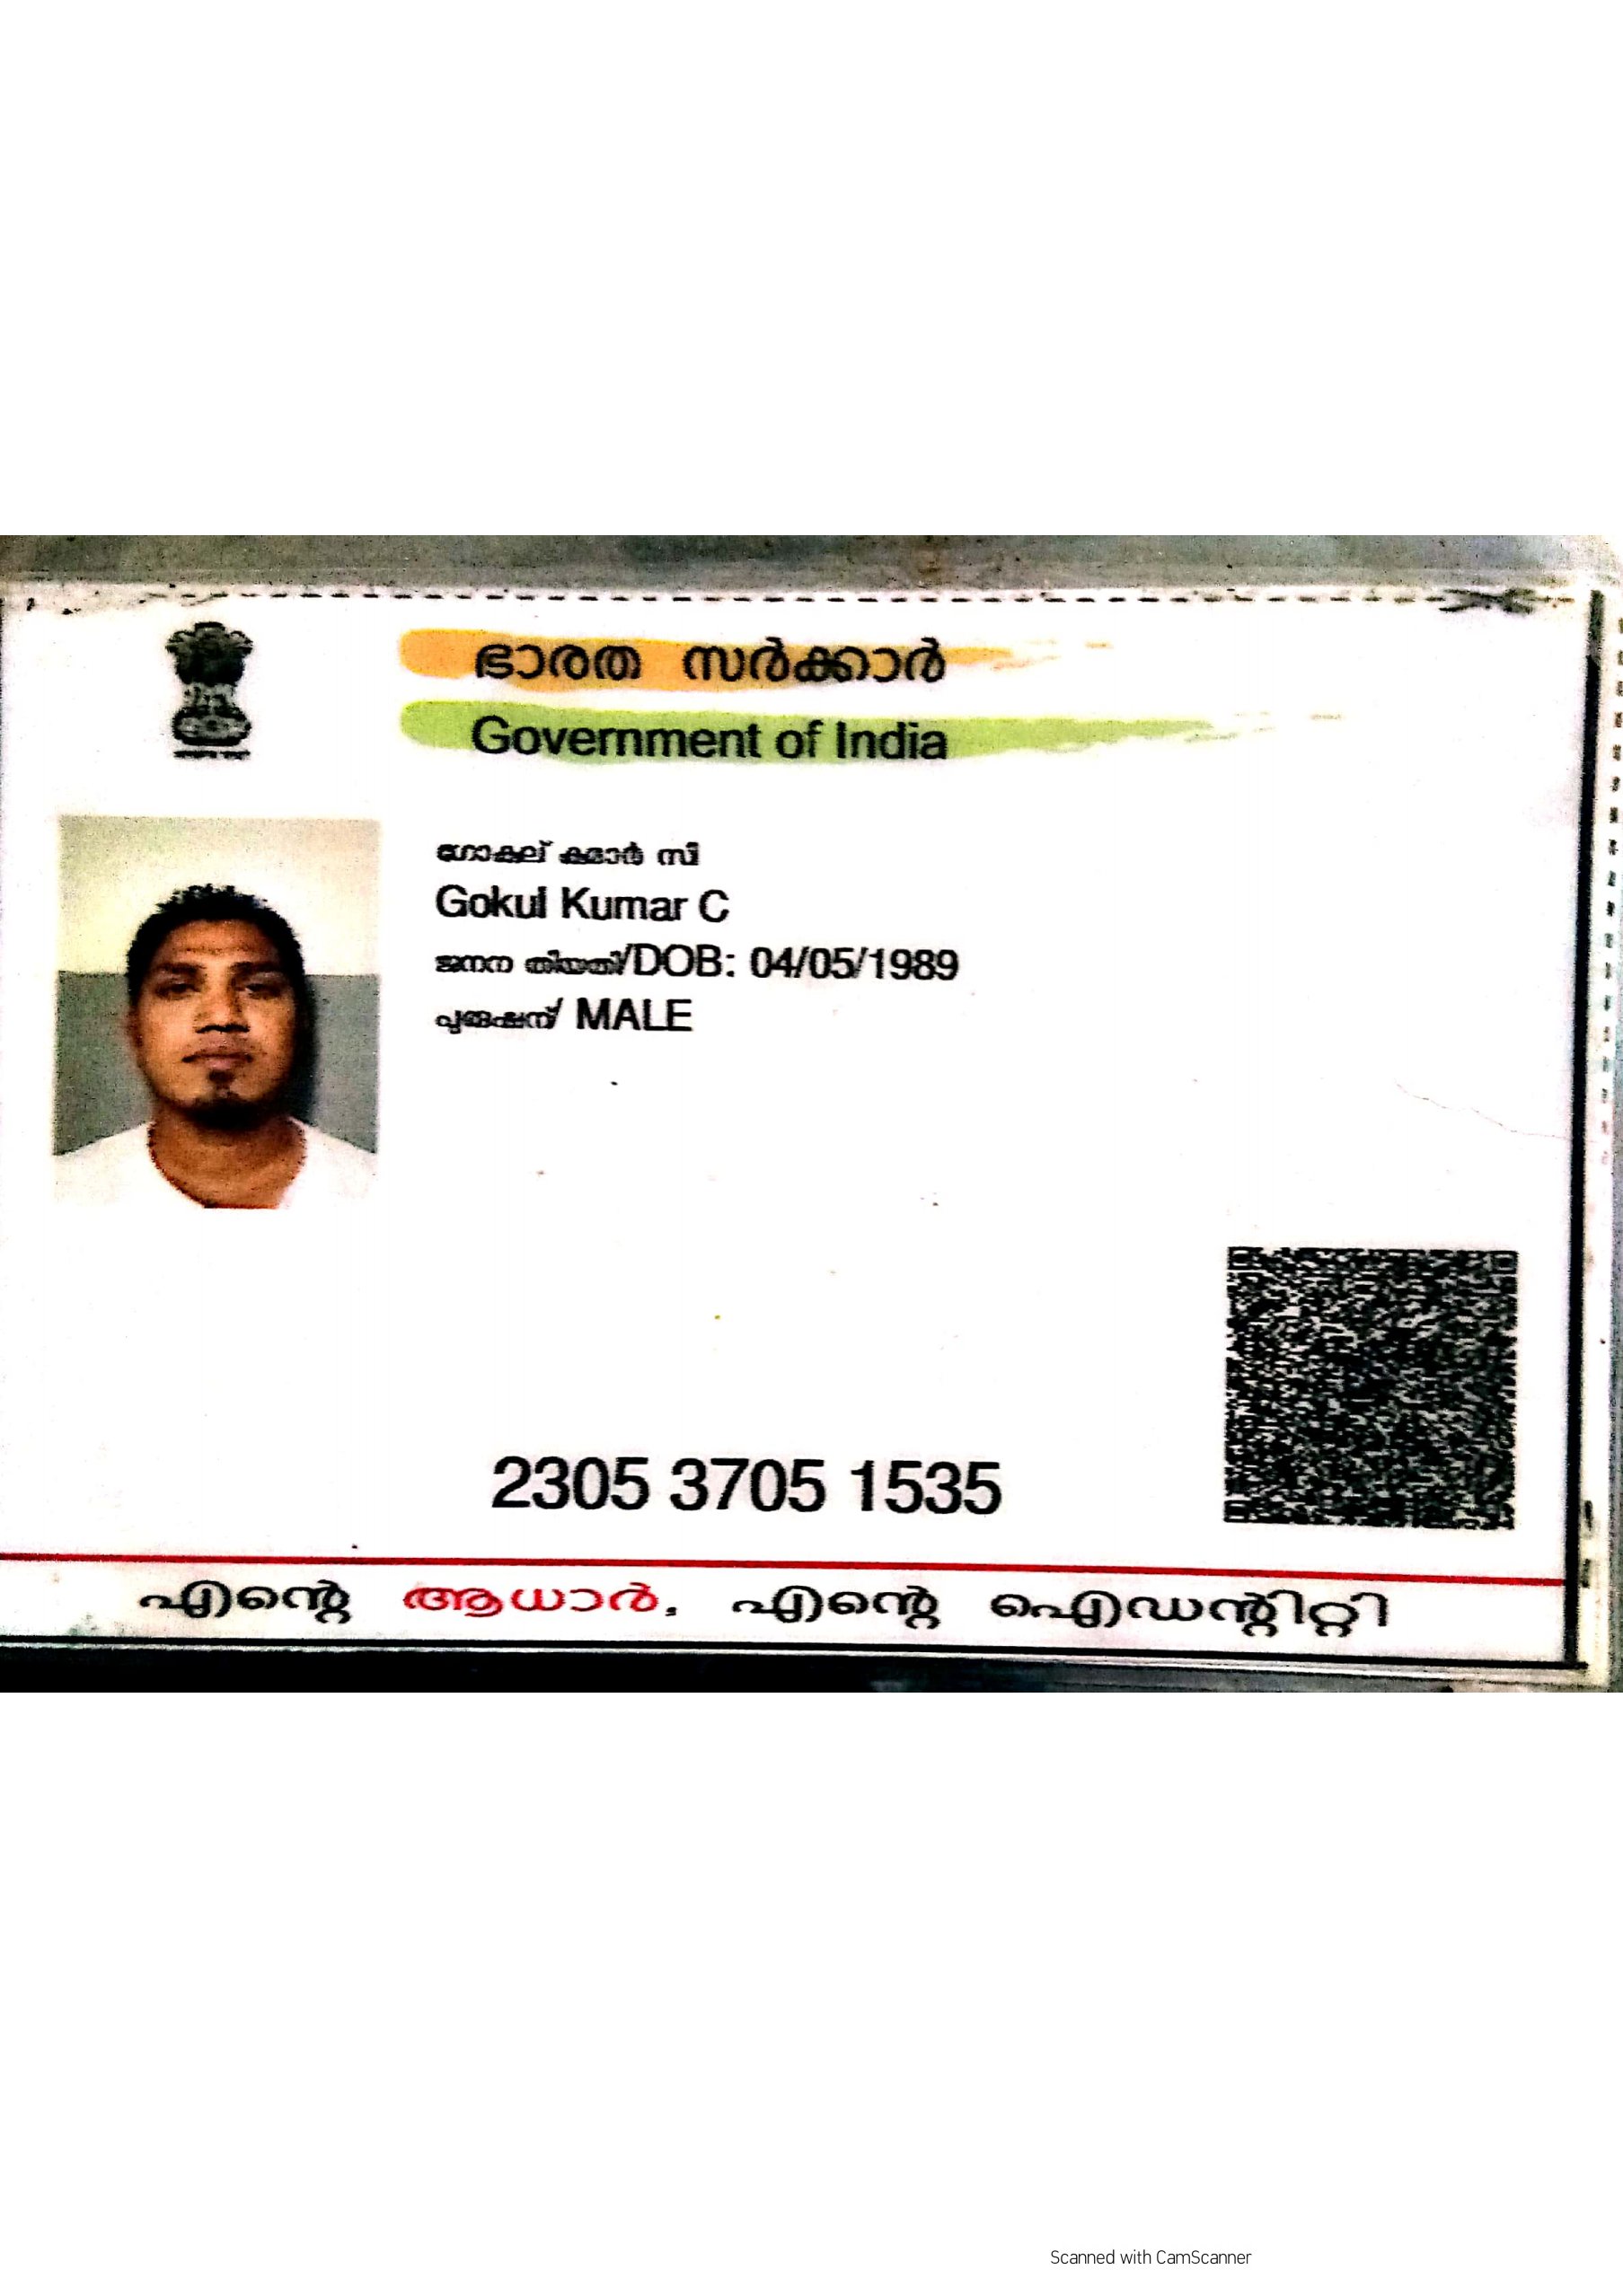 ഭാരത സർക്കാർ
Government of India
ഗോകുല് കുമാർ സി
Gokul Kumar C
ജനന തിയതി/DOB: 04/05/1989
പുരുഷന്/ MALE
2305 3705 1535
എന്റെ ആധാർ, എന്റെ ഐഡന്റിറ്റി
Scanned with CamScanner